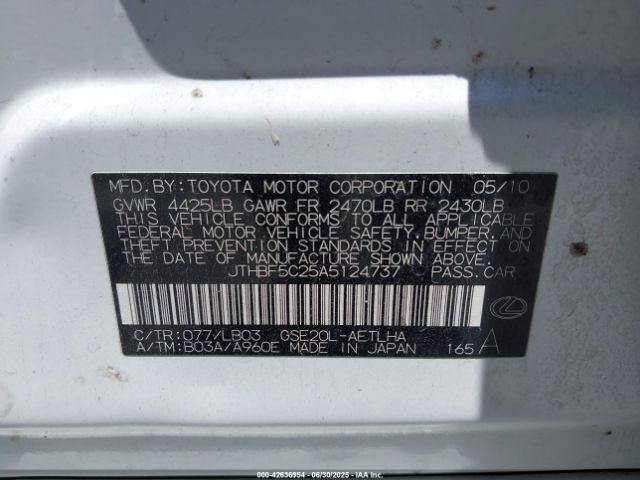 MFD.BY:TOYOTA MOTOR CORPORATION 05/10
GVWR 4425LB GAWR FR 2470LB RR 2430LB
THIS VEHICLE CONFORMS TO ALL APPLICABLE
FEDERAL MOTOR VEHICLE SAFETY,BUMPER,AND
THEFT PREVENTION STANDARDS IN EFFECT ON
THE DATE OF MANUFACTURE SHOWN ABOVE.
JTHBF5C25A5124737 PASS.CAR
C/TR:077/LB03 GSE20L-AETLHA
A/TM:B03A/A960E MADE IN JAPAN 165 A
000-42636954 - 06/30/2025 - IAAI.COM